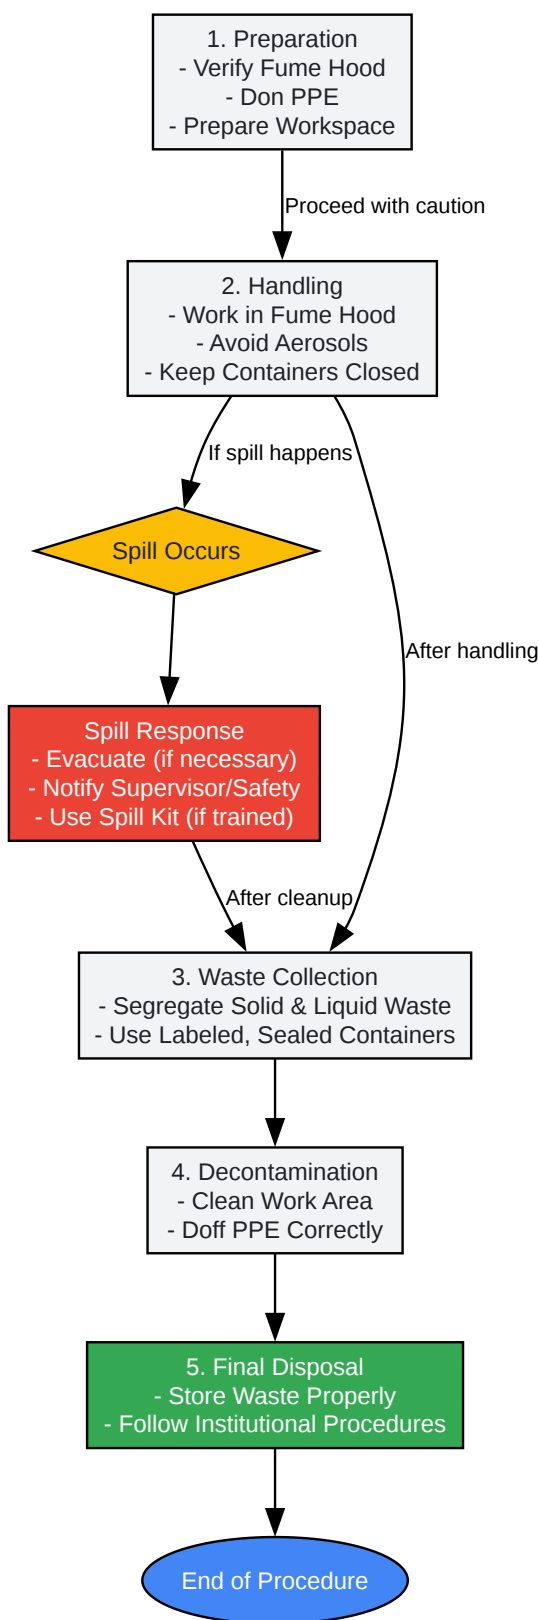 1. Preparation
- Verify Fume Hood
- Don PPE
- Prepare Workspace
Proceed with caution
2. Handling
- Work in Fume Hood
- Avoid Aerosols
- Keep Containers Closed
If spill happens
Spill Occurs
After handling
Spill Response
- Evacuate (if necessary)
- Notify Supervisor/Safety
- Use Spill Kit (if trained)
After cleanup
3. Waste Collection
- Segregate Solid & Liquid Waste
- Use Labeled, Sealed Containers
4. Decontamination
- Clean Work Area
- Doff PPE Correctly
5. Final Disposal
- Store Waste Properly
- Follow Institutional Procedures
End of Procedure